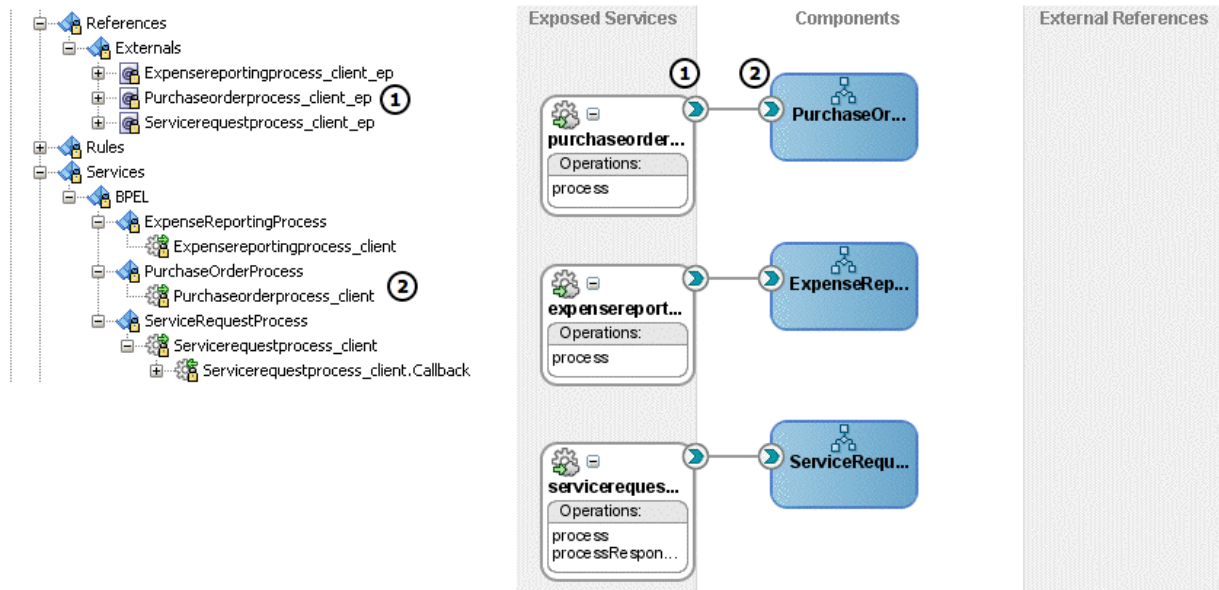 References
Externals
Expensereportingprocess_client_ep
Purchaseorderprocess_client_ep 1
Servicerequestprocess_client_ep
Rules
Services
BPEL
ExpenseReportingProcess
Expensereportingprocess_client
PurchaseOrderProcess
Purchaseorderprocess_client 2
ServiceRequestProcess
Servicerequestprocess_client
Servicerequestprocess_client.Callback
Exposed Services Components External References
1 2
purchaseorder...
Operations:
process
PurchaseOr...
expensereport...
Operations:
process
ExpenseRep...
servicereques...
Operations:
process
processRespon...
ServiceRequ...